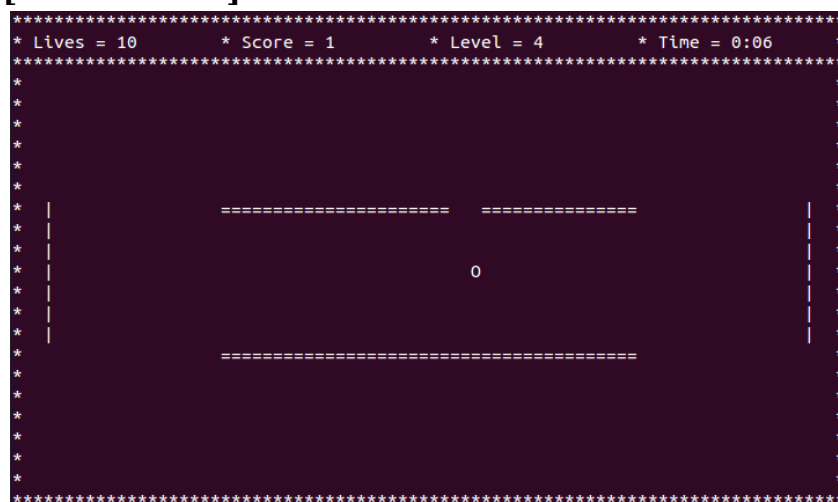 ********************************************************************************
* Lives = 10        * Score = 1         * Level = 4         * Time = 0:06      *
********************************************************************************
*                                                                              *
*                                                                              *
*                                                                              *
*                                                                              *
*                                                                              *
*                                                                              *
*  |                ======================   ===============                |  *
*  |                                                                        |  *
*  |                                                                        |  *
*  |                                        O                               |  *
*  |                                                                        |  *
*  |                                                                        |  *
*  |                                                                        |  *
*                   ========================================                   *
*                                                                              *
*                                                                              *
*                                                                              *
*                                                                              *
*                                                                              *
*                                                                              *
********************************************************************************